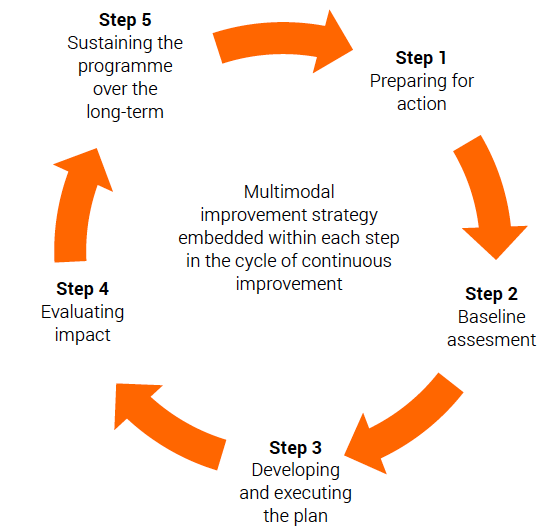 Step 5
Sustaining the
programme
over the
long-term
Step 1
Preparing for
action
Multimodal
improvement strategy
embedded within each step
in the cycle of continuous
improvement
Step 2
Baseline
assesment
Step 4
Evaluating
impact
Step 3
Developing
and executing
the plan